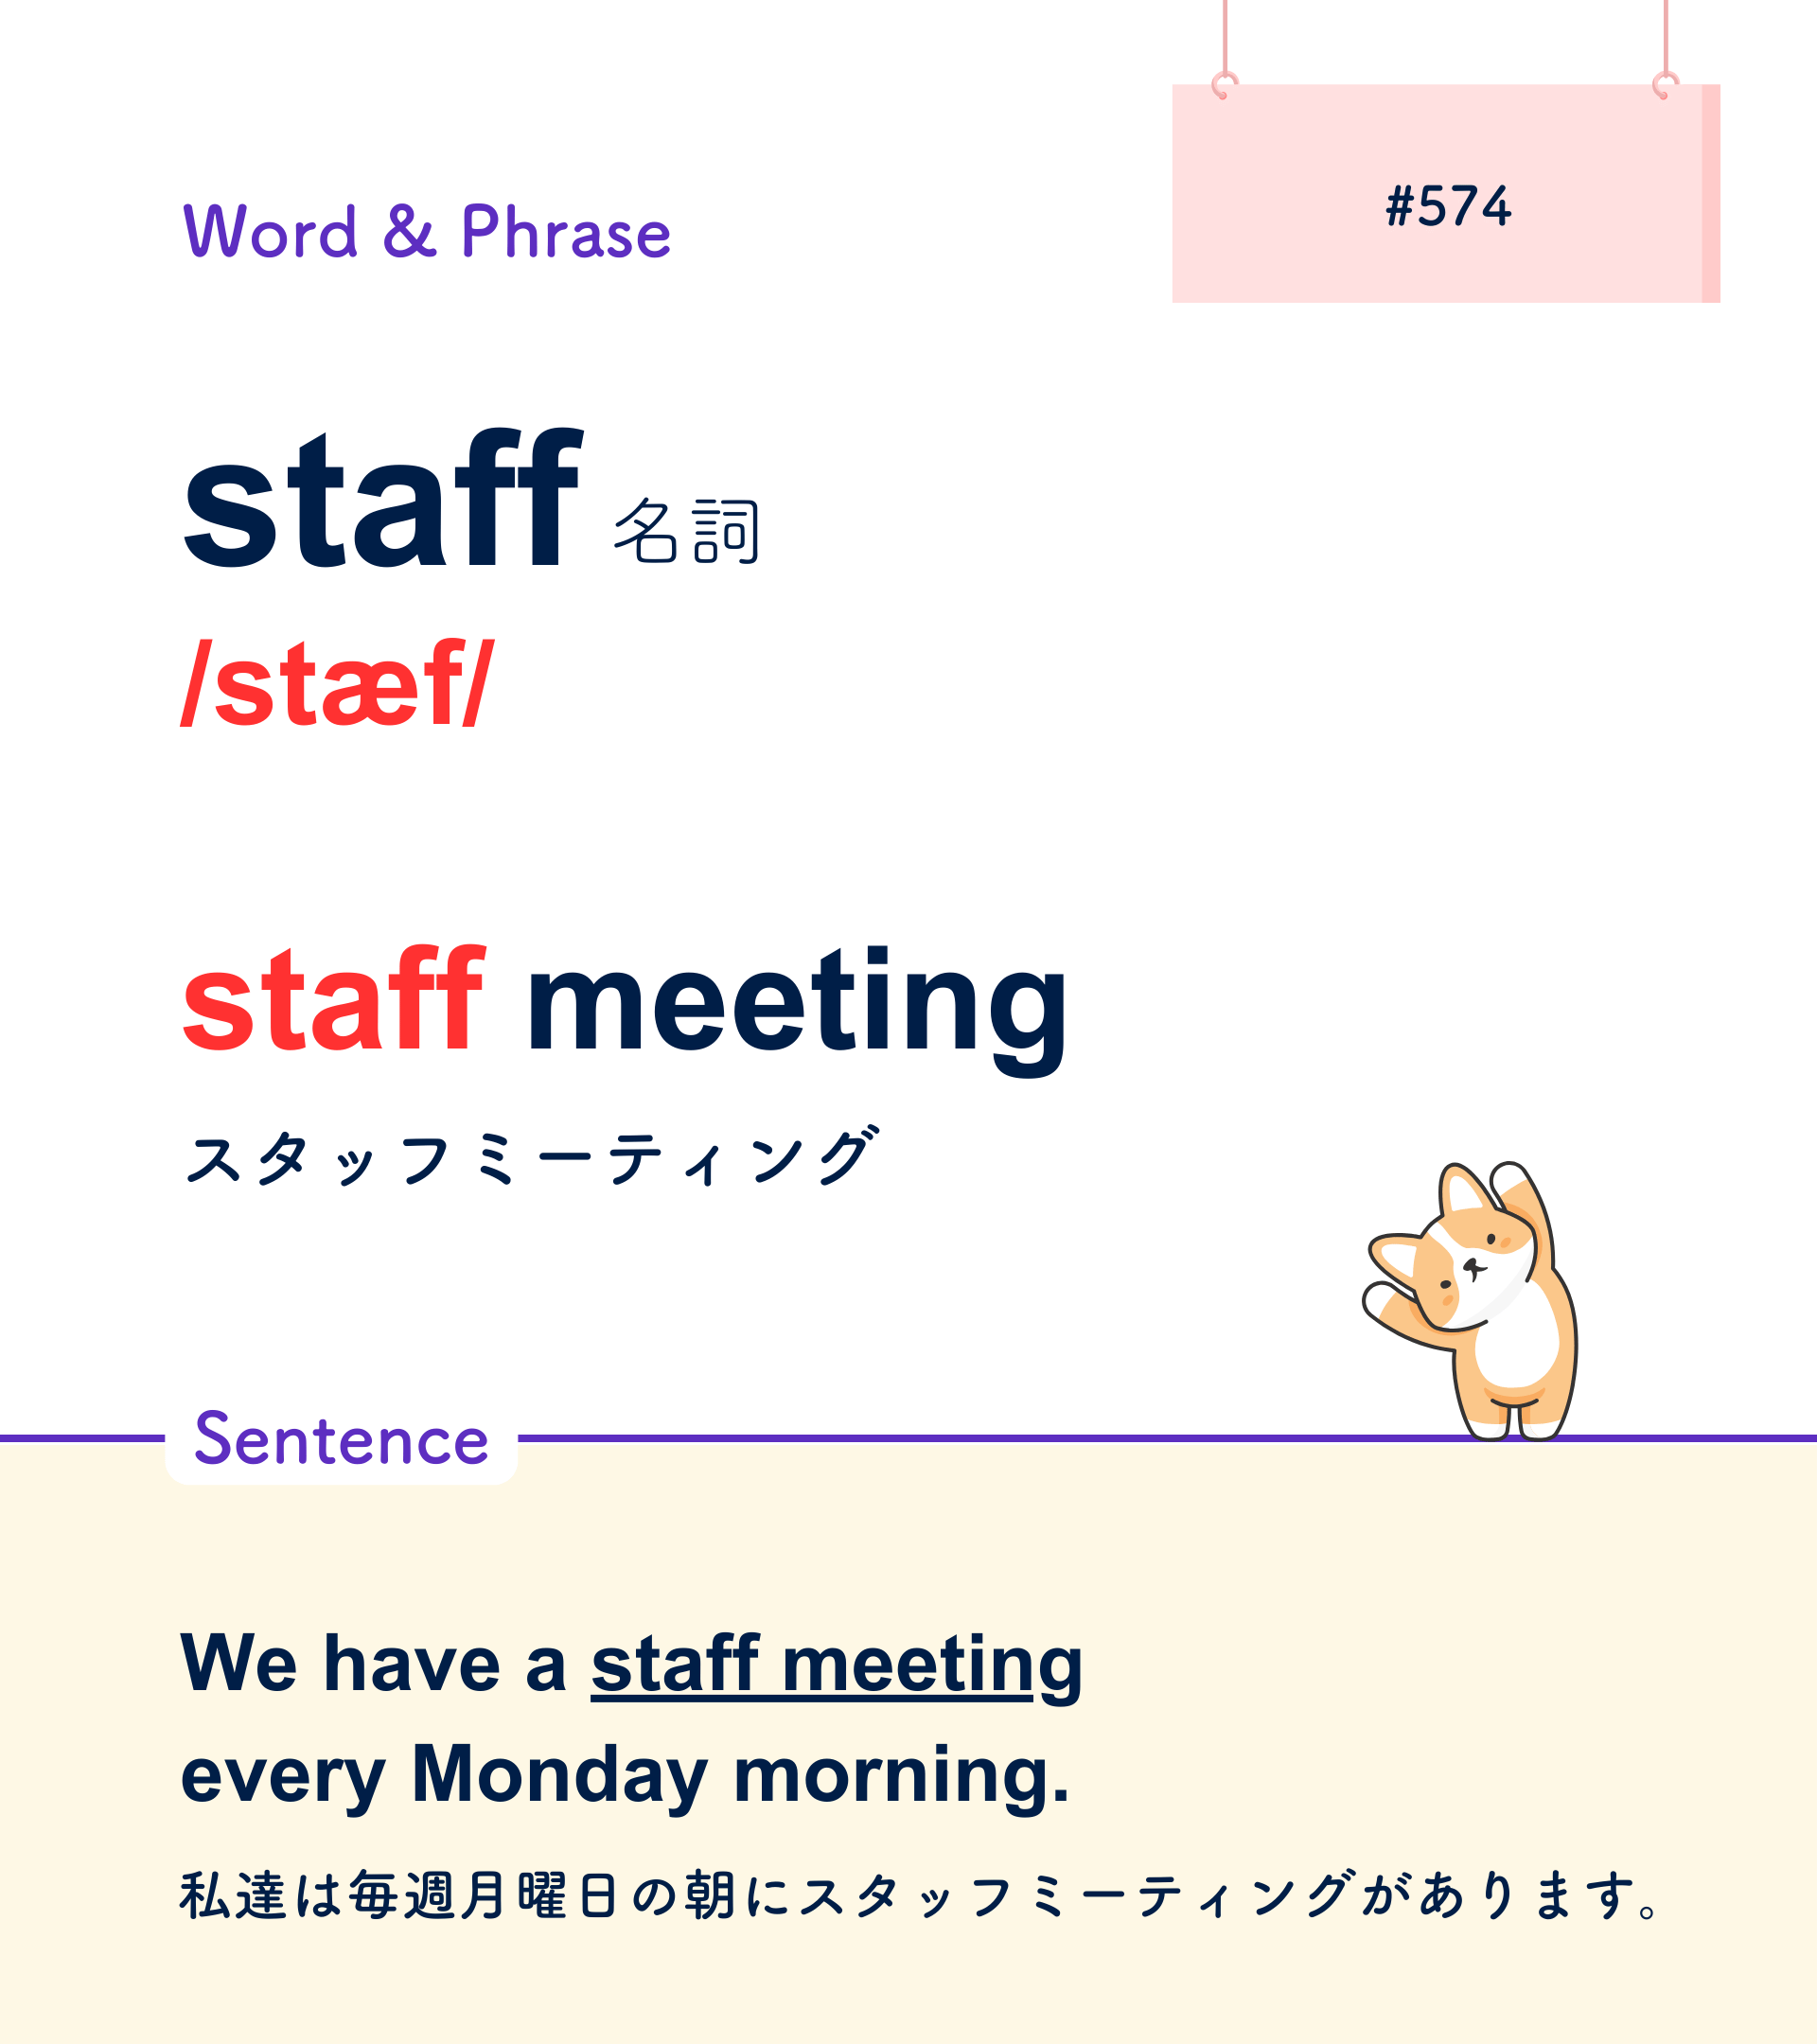 #574
Word & Phrase
staff 名詞
/stæf/
staff meeting
スタッフミーティング
Sentence
We have a staff meeting
every Monday morning.
私達は毎週月曜日の朝にスタッフミーティングがあります。